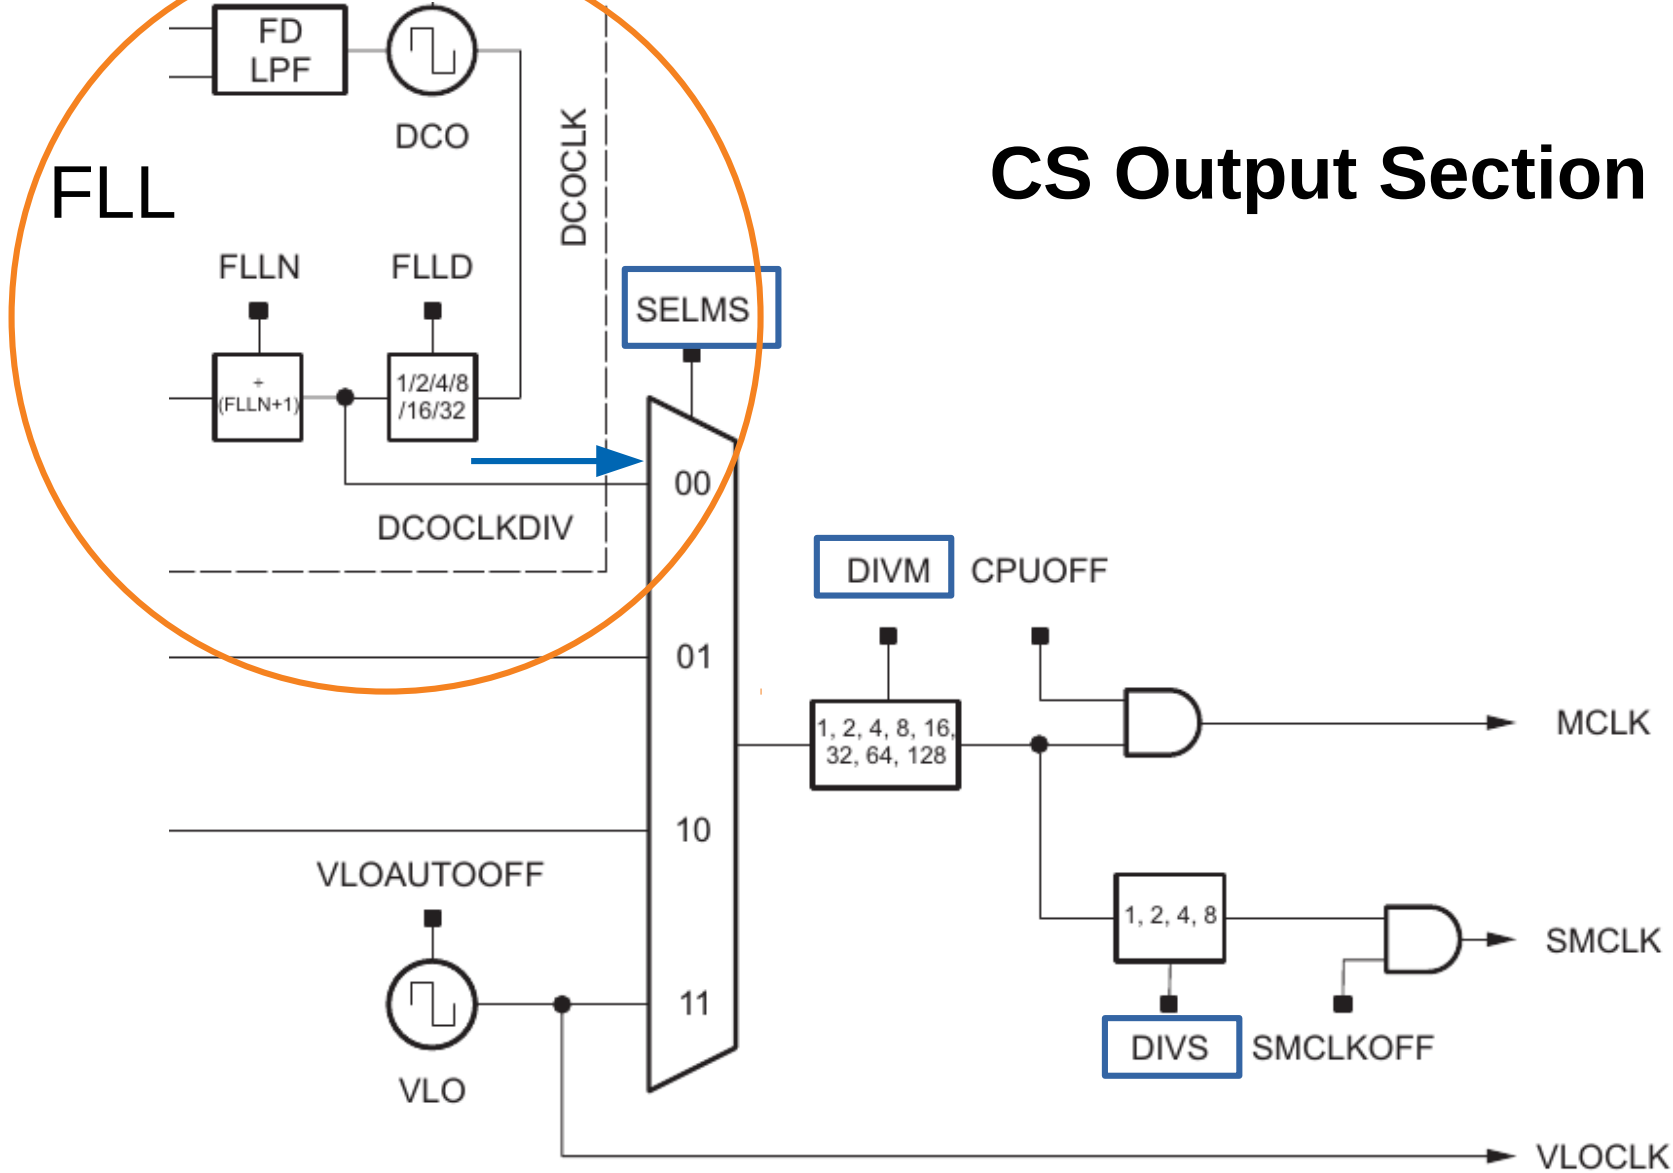 FD
LPF
DCO
DCOCLK
CS Output Section
FLL
FLLN
FLLD
SELMS
÷
(FLLN+1)
1/2/4/8
/16/32
00
DCOCLKDIV
DIVM
CPUOFF
01
1, 2, 4, 8, 16,
32, 64, 128
MCLK
10
VLOAUTOOFF
1, 2, 4, 8
SMCLK
11
DIVS
SMCLKOFF
VLO
VLOCLK